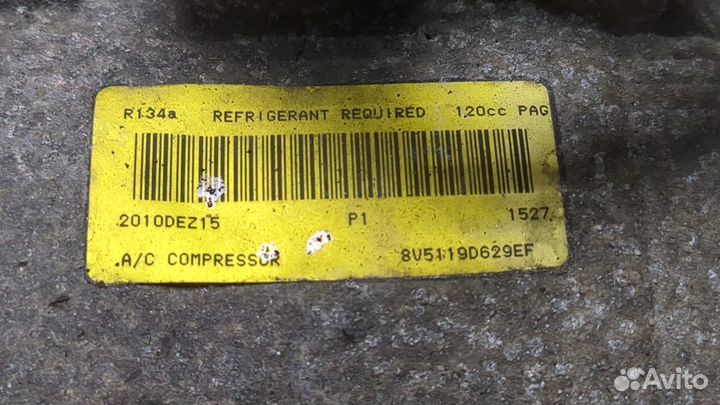 R134a REFRIGERANT REQUIRED 120cc PAG
2010DEZ15 P1 1527
A/C COMPRESSOR 8V5119D629EF
Avito